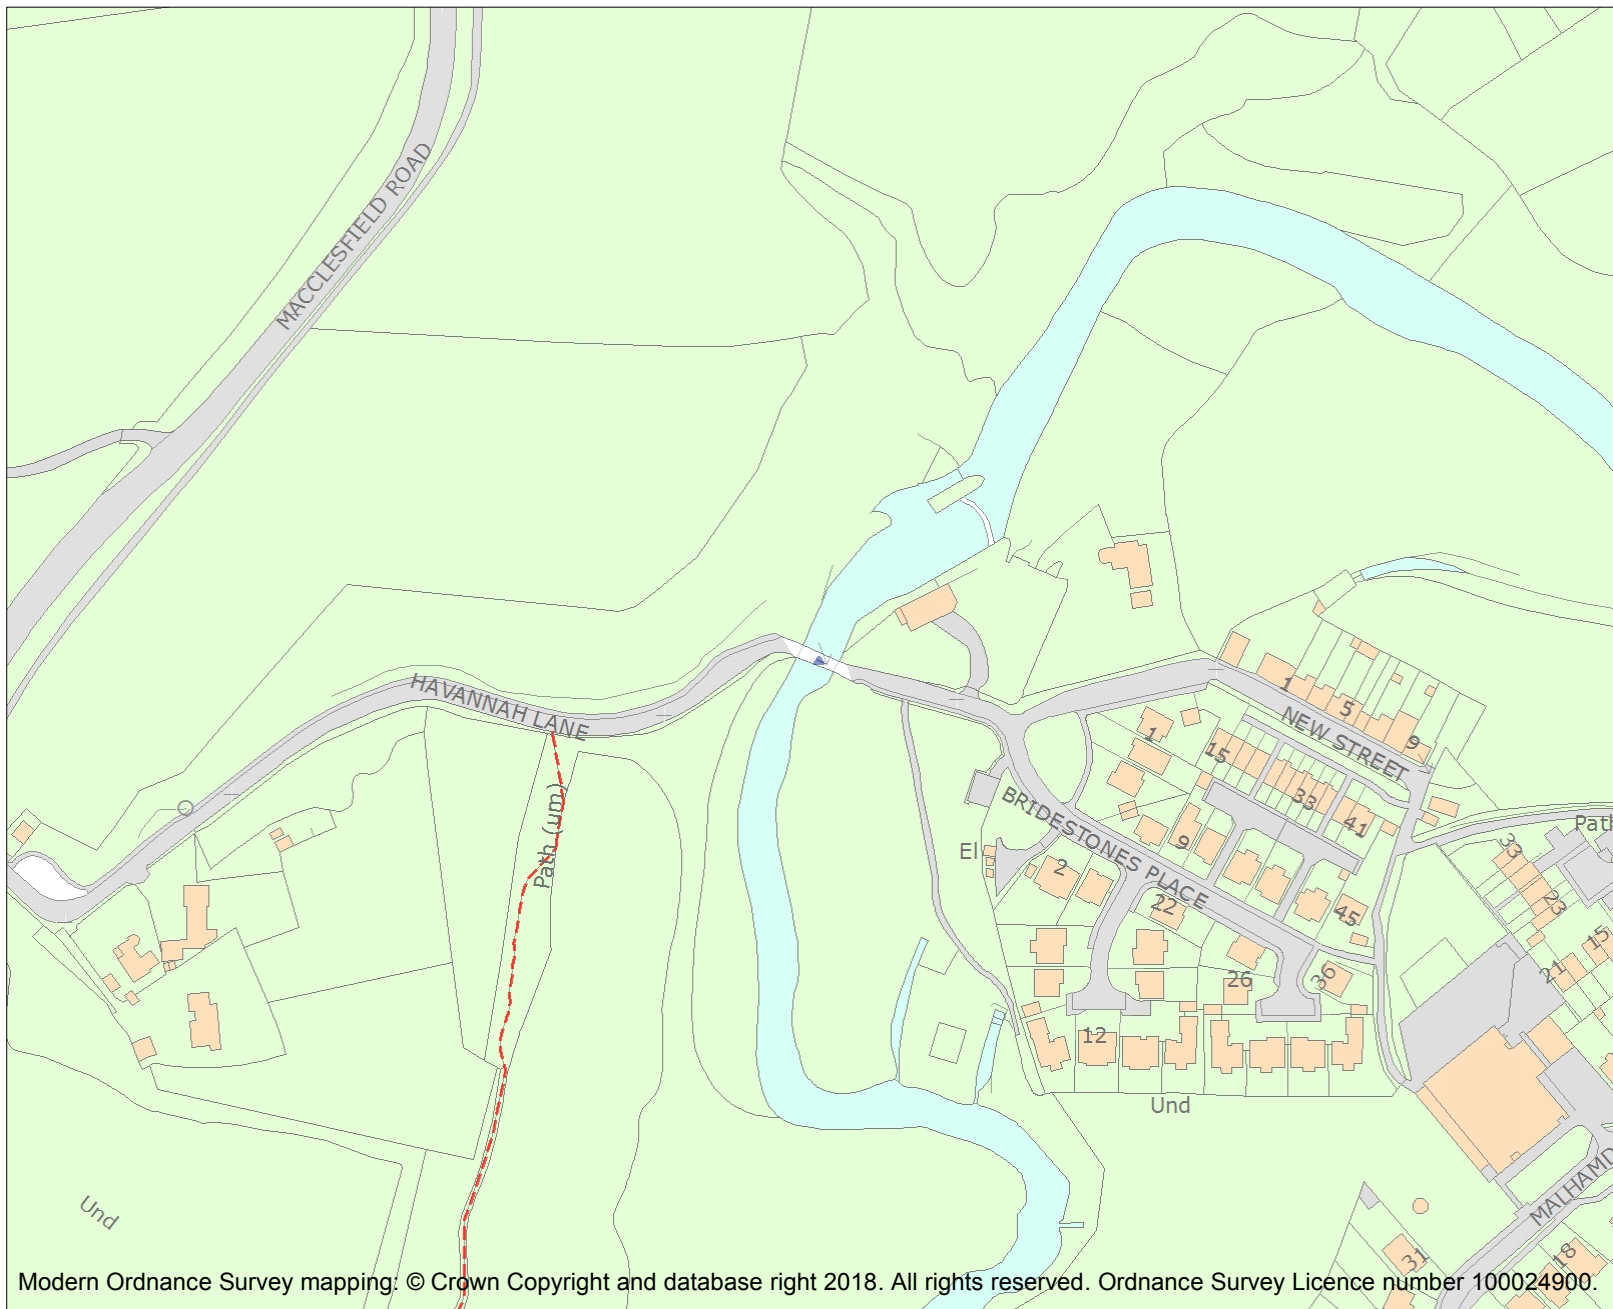 MACCLESFIELD ROAD
HAVANNAH LANE
Path (um)
1
5
9
NEW STREET
1
15
33
41
Path
BRIDESTONES PLACE
El
2
9
22
45
33
23
15
21
26
36
12
Und
Und
MALHAMD
31
18
Modern Ordnance Survey mapping: © Crown Copyright and database right 2018. All rights reserved. Ordnance Survey Licence number 100024900.